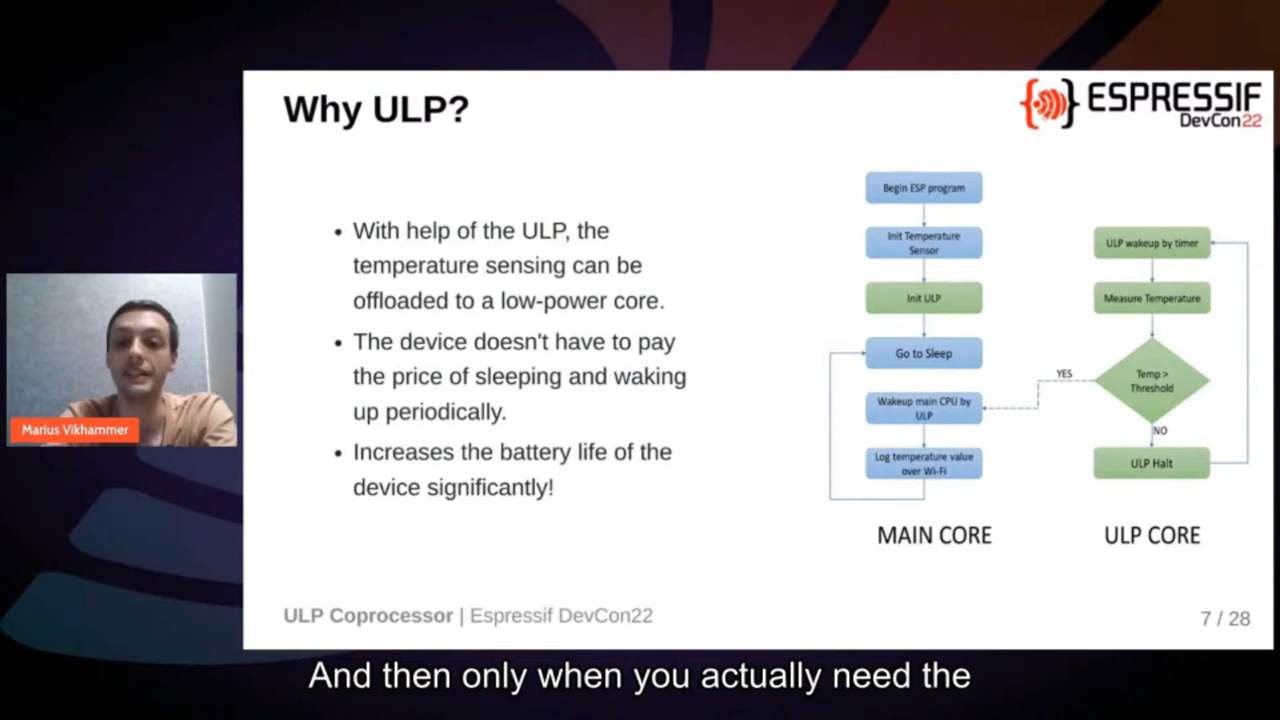 Why ULP?
ESPRESSIF
DevCon22
• With help of the ULP, the
temperature sensing can be
offloaded to a low-power core.
• The device doesn't have to pay
the price of sleeping and waking
up periodically.
• Increases the battery life of the
device significantly!
Begin ESP program
Init Temperature
Sensor
Init ULP
Go to Sleep
Wakeup main CPU by
ULP
Log temperature value
over Wi-Fi
MAIN CORE
ULP wakeup by timer
Measure Temperature
Temp >
Threshold
YES
NO
ULP Halt
ULP CORE
Marius Vikhammer
ULP Coprocessor | Espressif DevCon22
7 / 28
And then only when you actually need the